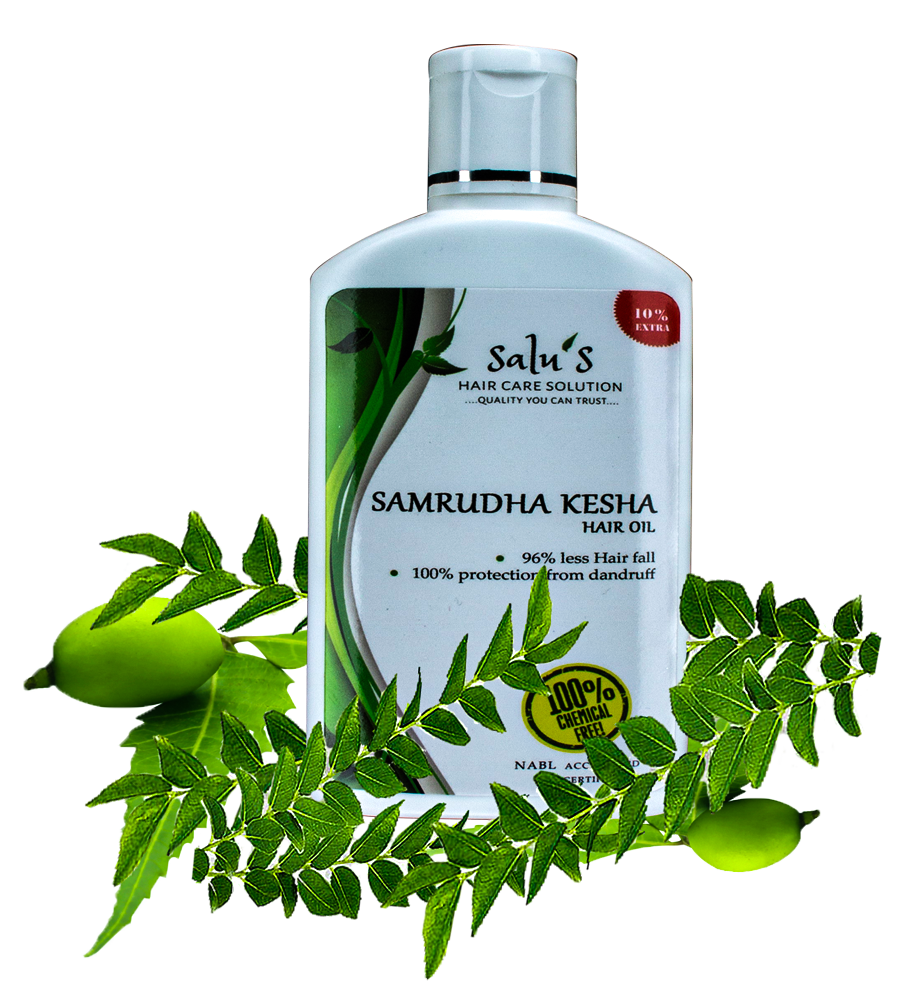 10%
EXTRA
Salu's
HAIR CARE SOLUTION
....QUALITY YOU CAN TRUST....
SAMRUDHA KESHA
HAIR OIL
• 96% less Hair fall
• 100% protection from dandruff
100%
CHEMICAL
FREE!
NABL